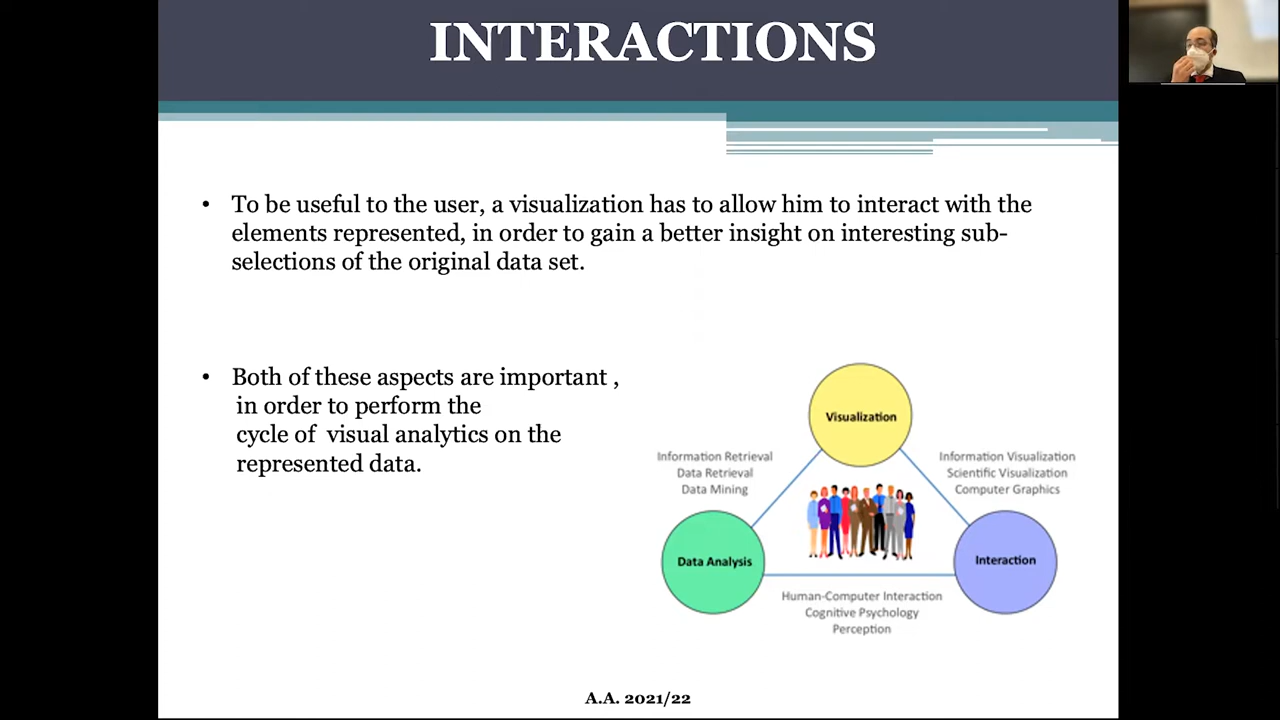 INTERACTIONS
• To be useful to the user, a visualization has to allow him to interact with the
elements represented, in order to gain a better insight on interesting sub-
selections of the original data set.
• Both of these aspects are important ,
in order to perform the
cycle of visual analytics on the
represented data.
Visualization
Information Retrieval
Data Retrieval
Data Mining
Information Visualization
Scientific Visualization
Computer Graphics
Data Analysis
Interaction
Human-Computer Interaction
Cognitive Psychology
Perception
A.A. 2021/22